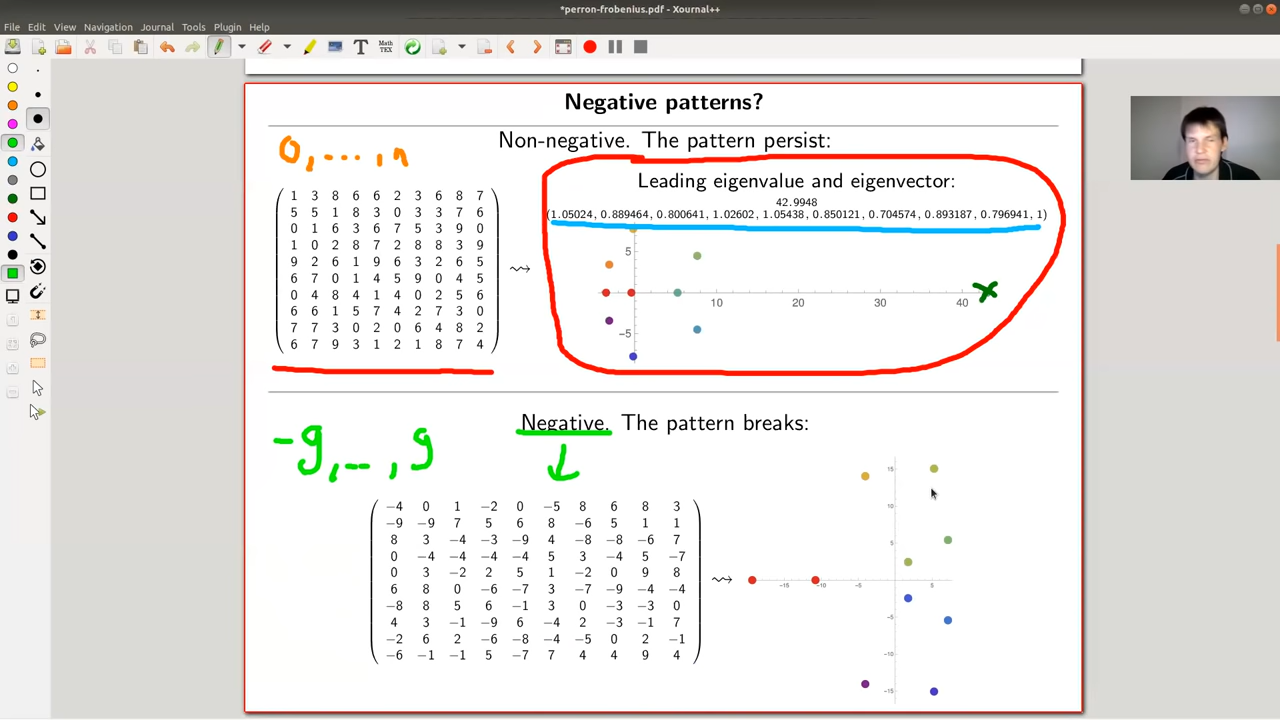 *perron-frobenius.pdf - Xournal++
File Edit View Navigation Journal Tools Plugin Help
Math TEX T
Negative patterns?
Non-negative. The pattern persist:
0, ... , n
Leading eigenvalue and eigenvector:
42.9948
(1.05024, 0.889464, 0.800641, 1.02602, 1.05438, 0.850121, 0.704574, 0.893187, 0.796941, 1)
1 3 8 6 6 2 3 6 8 7
5 5 1 8 3 0 3 3 7 6
0 1 6 3 6 7 5 3 9 0
1 0 2 8 7 2 8 8 3 9
9 2 6 1 9 6 3 2 6 5
6 7 0 1 4 5 9 0 4 5
0 4 8 4 1 4 0 2 5 6
6 6 1 5 7 4 2 7 3 0
7 7 3 0 2 0 6 4 8 2
6 7 9 3 1 2 1 8 7 4
⇝
5
10 20 30 40
−5
Negative. The pattern breaks:
-9, ... , 9
−4 0 1 −2 0 −5 8 6 8 3
−9 −9 7 5 6 8 −6 5 1 1
8 3 −4 −3 −9 4 −8 −8 −6 7
0 −4 −4 −4 −4 5 3 −4 5 −7
0 3 −2 2 5 1 −2 0 9 8
6 8 0 −6 −7 3 −7 −9 −4 −4
−8 8 5 6 −1 3 0 −3 −3 0
4 3 −1 −9 6 −4 2 −3 −1 7
−2 6 2 −6 −8 −4 −5 0 2 −1
−6 −1 −1 5 −7 7 4 4 9 4
⇝
15
10
5
−15 −10 −5 5
−5
−10
−15